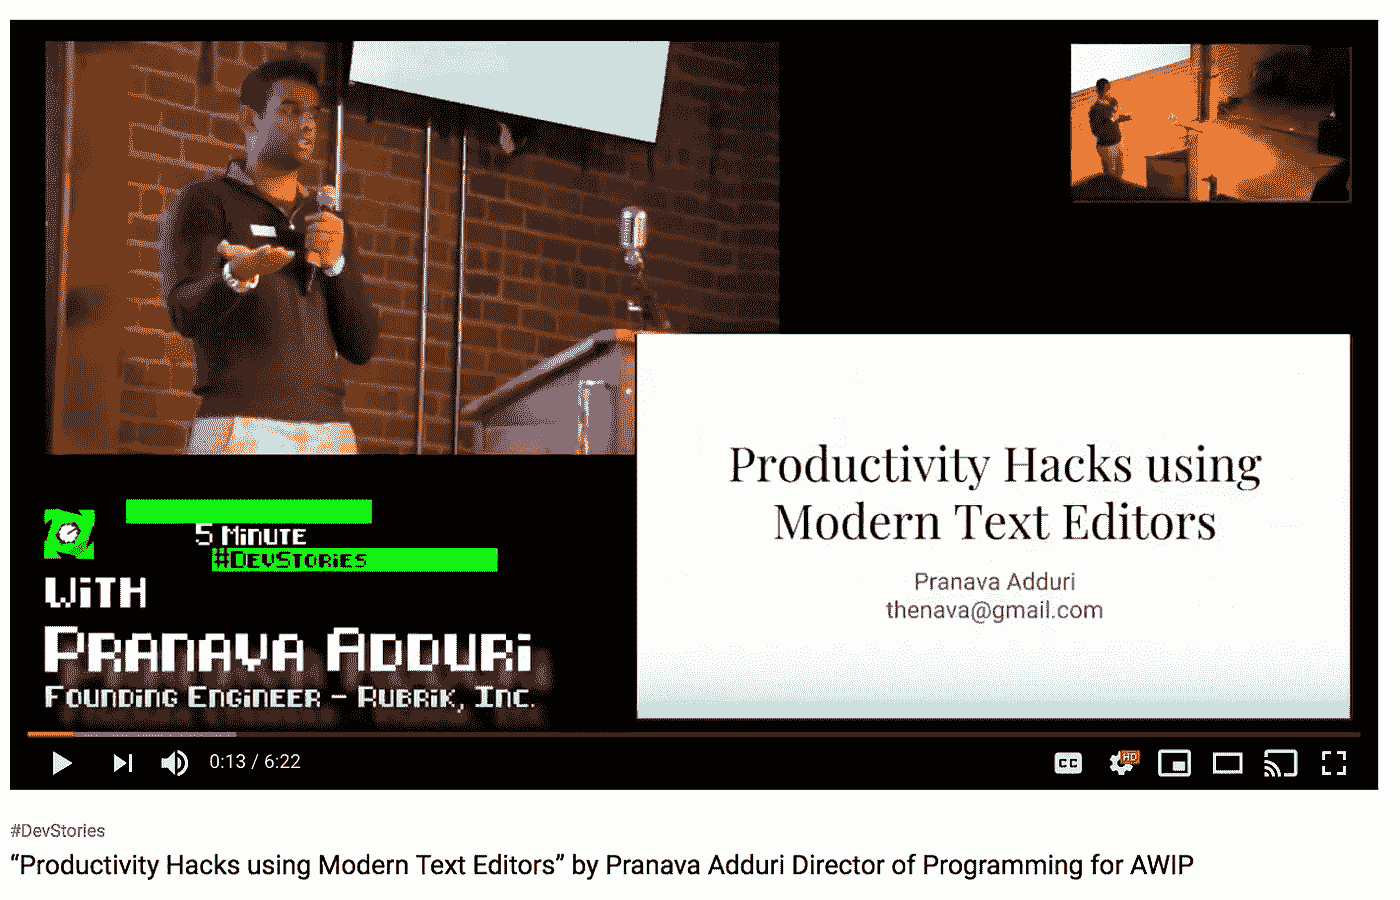 Productivity Hacks using
Modern Text Editors
Pranava Adduri
thenava@gmail.com
5 Minute
#DevStories
With
Pranava Adduri
Founding Engineer - Rubrik, Inc.
0:13 / 6:22
CC
HD
#DevStories
“Productivity Hacks using Modern Text Editors” by Pranava Adduri Director of Programming for AWIP